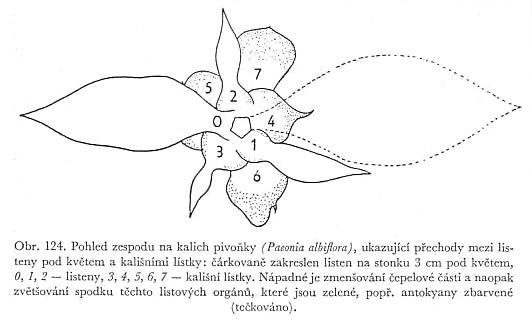 7
5
2
0
4
1
3
6
Obr. 124. Pohled zespodu na kalich pivoňky (Paeonia albiflora), ukazující přechody mezi lis-
teny pod květem a kališními lístky: čárkovaně zakreslen listen na stonku 3 cm pod květem,
0, 1, 2 — listeny, 3, 4, 5, 6, 7 — kališní lístky. Nápadné je zmenšování čepelové části a naopak
zvětšování spodku těchto listových orgánů, které jsou zelené, popř. antokyany zbarvené
(tečkováno).